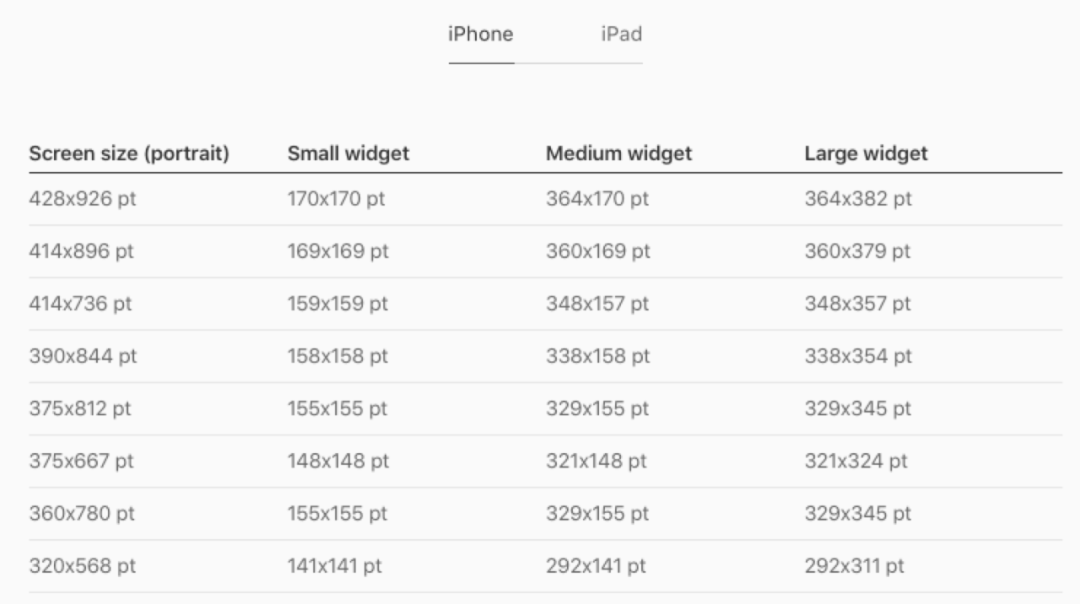 iPhone iPad
Screen size (portrait) Small widget Medium widget Large widget
428x926 pt 170x170 pt 364x170 pt 364x382 pt
414x896 pt 169x169 pt 360x169 pt 360x379 pt
414x736 pt 159x159 pt 348x157 pt 348x357 pt
390x844 pt 158x158 pt 338x158 pt 338x354 pt
375x812 pt 155x155 pt 329x155 pt 329x345 pt
375x667 pt 148x148 pt 321x148 pt 321x324 pt
360x780 pt 155x155 pt 329x155 pt 329x345 pt
320x568 pt 141x141 pt 292x141 pt 292x311 pt